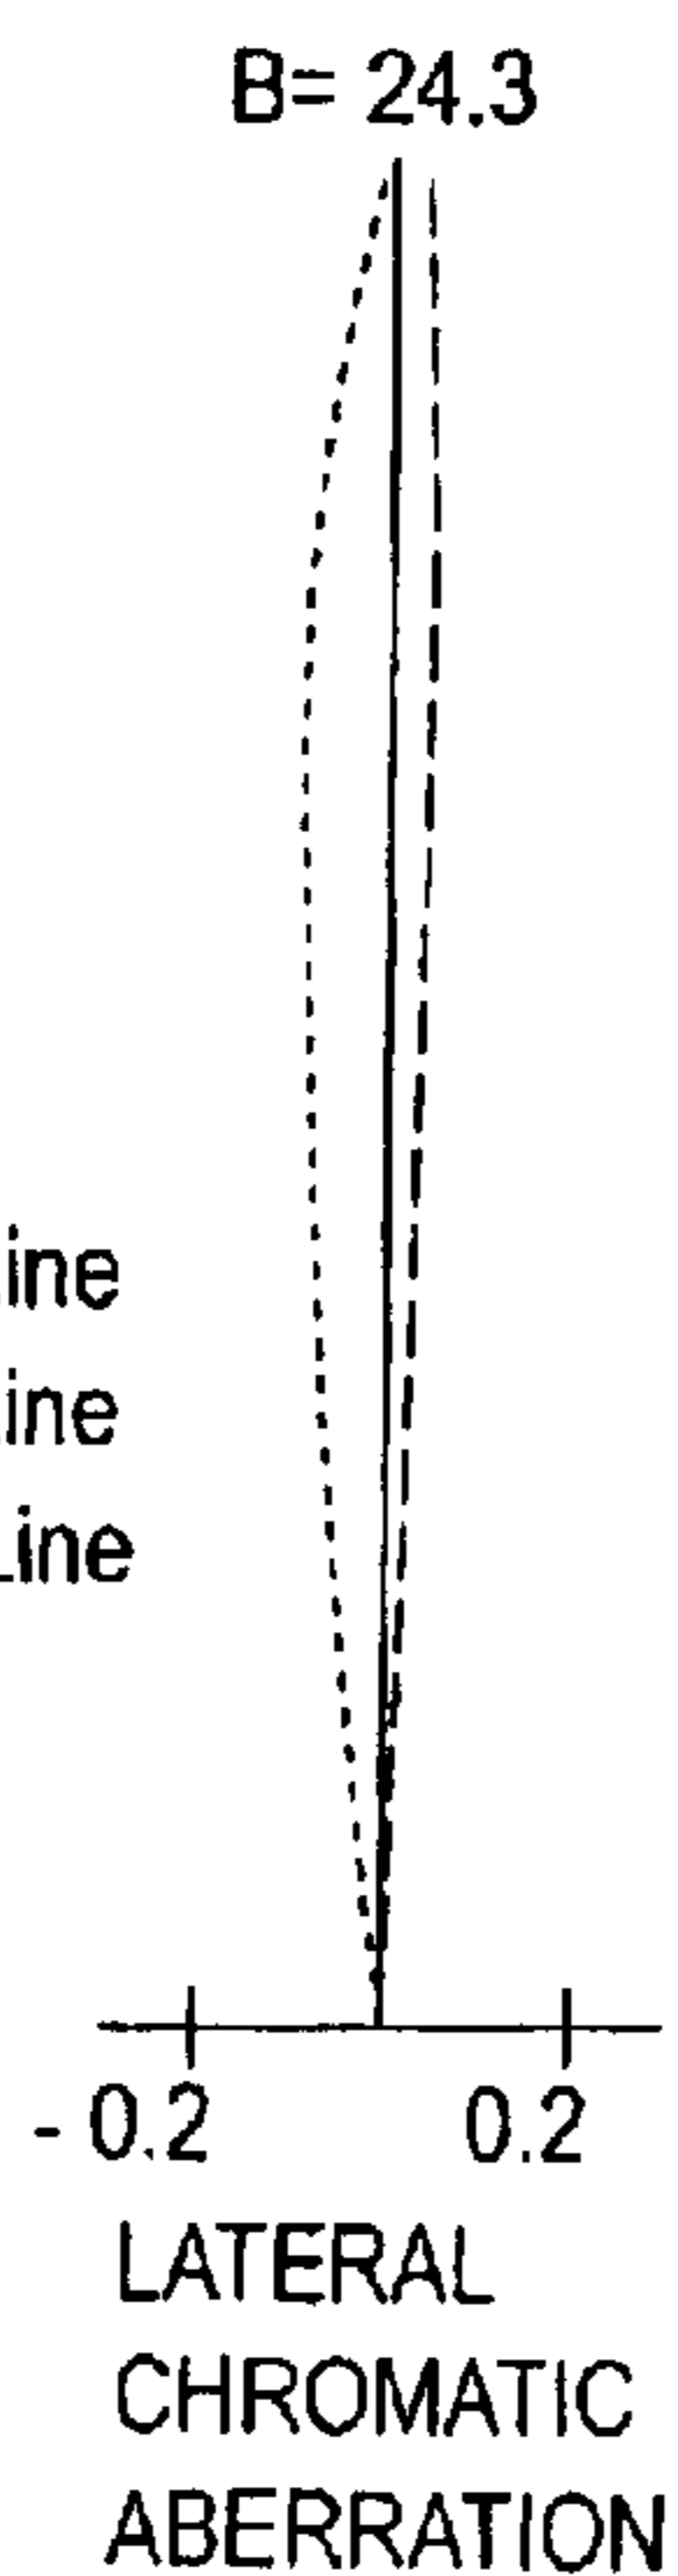 B= 24.3
ine
ine
Line
- 0.2 0.2
LATERAL
CHROMATIC
ABERRATION